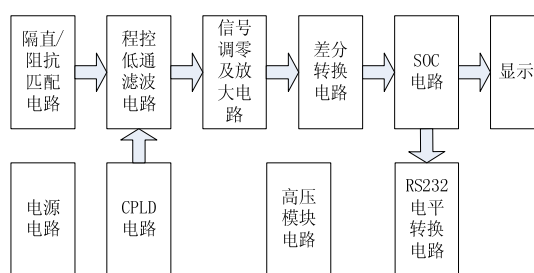 隔直/
阻抗
匹配
电路
程控
低通
滤波
电路
信号
调零
及放
大电
路
差分
转换
电路
SOC
电路
显示
电源
电路
CPLD
电路
高压
模块
电路
RS232
电平
转换
电路